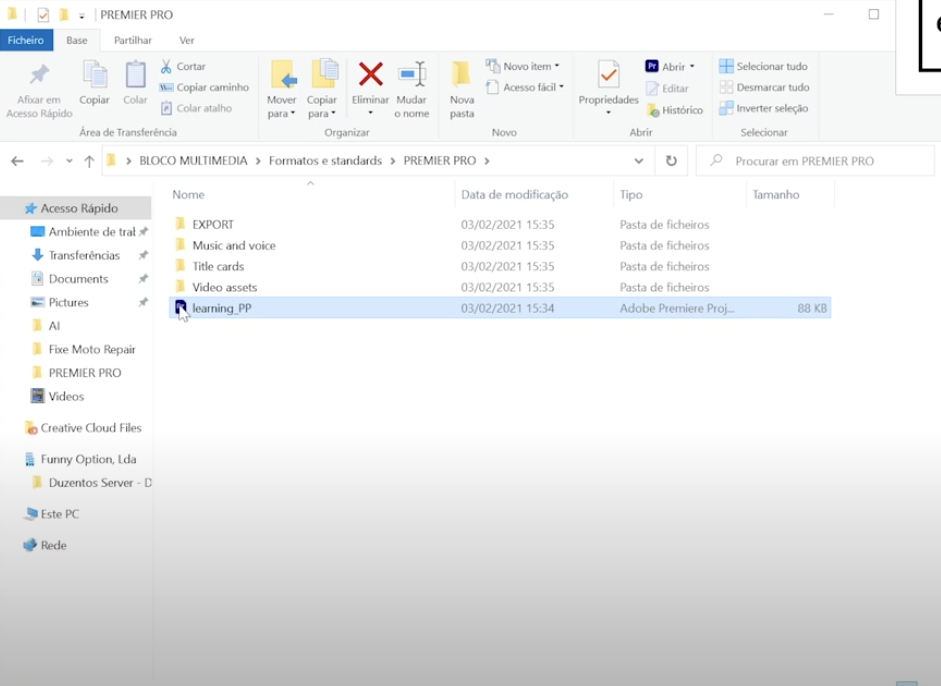 PREMIER PRO
Ficheiro Base Partilhar Ver
Afixar em Acesso Rápido
Copiar
Colar
Cortar
Copiar caminho
Colar atalho
Área de Transferência
Mover para
Copiar para
Eliminar
Mudar o nome
Organizar
Nova pasta
Novo item
Acesso fácil
Novo
Propriedades
Pr Abrir
Editar
Histórico
Abrir
Selecionar tudo
Desmarcar tudo
Inverter seleção
Selecionar
BLOCO MULTIMEDIA > Formatos e standards > PREMIER PRO >
Procurar em PREMIER PRO
Nome Data de modificação Tipo Tamanho
EXPORT 03/02/2021 15:35 Pasta de ficheiros
Music and voice 03/02/2021 15:35 Pasta de ficheiros
Title cards 03/02/2021 15:35 Pasta de ficheiros
Video assets 03/02/2021 15:35 Pasta de ficheiros
learning_PP 03/02/2021 15:34 Adobe Premiere Proj... 88 KB
Acesso Rápido
Ambiente de tral
Transferências
Documents
Pictures
AI
Fixe Moto Repair
PREMIER PRO
Videos
Creative Cloud Files
Funny Option, Lda
Duzentos Server - D
Este PC
Rede